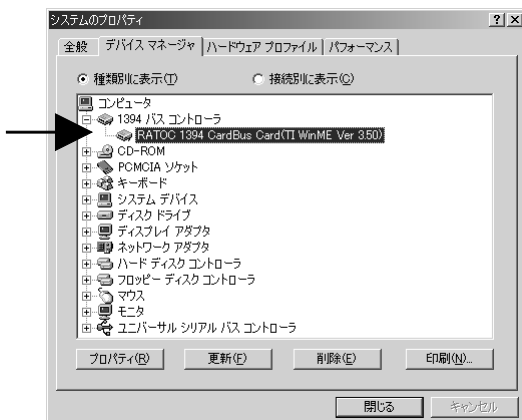 システムのプロパティ
? ×
全般 デバイス マネージャ ハードウェア プロファイル パフォーマンス
種類別に表示(T) 接続別に表示(C)
コンピュータ
1394 バス コントローラ
RATOC 1394 CardBus Card(TI WinME Ver 3.50)
CD-ROM
PCMCIA ソケット
キーボード
システム デバイス
ディスク ドライブ
ディスプレイ アダプタ
ネットワーク アダプタ
ハード ディスク コントローラ
フロッピー ディスク コントローラ
マウス
モニタ
ユニバーサル シリアル バス コントローラ
プロパティ(R) 更新(F) 削除(E) 印刷(N)...
閉じる キャンセル